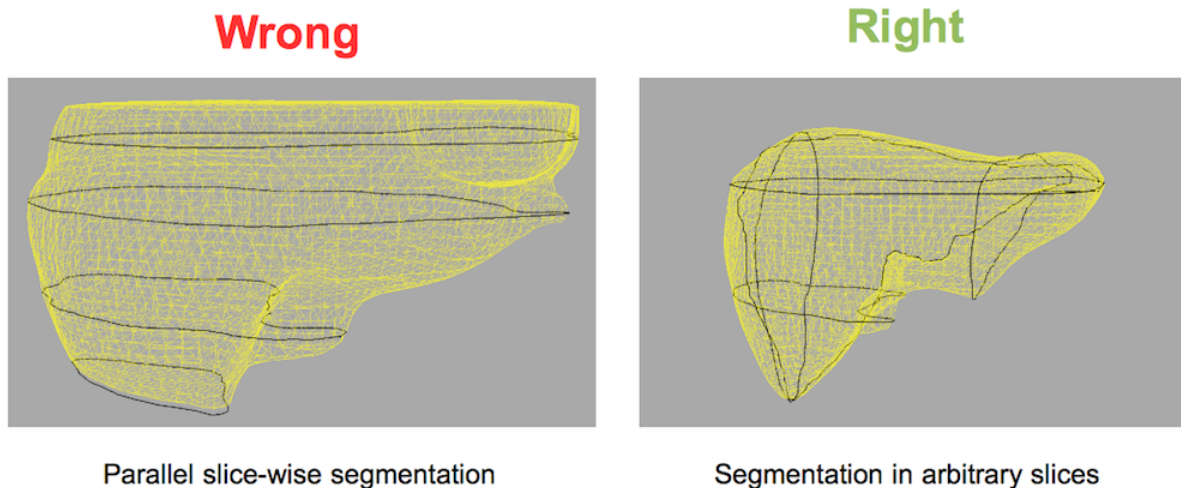 Wrong
Right
Parallel slice-wise segmentation
Segmentation in arbitrary slices